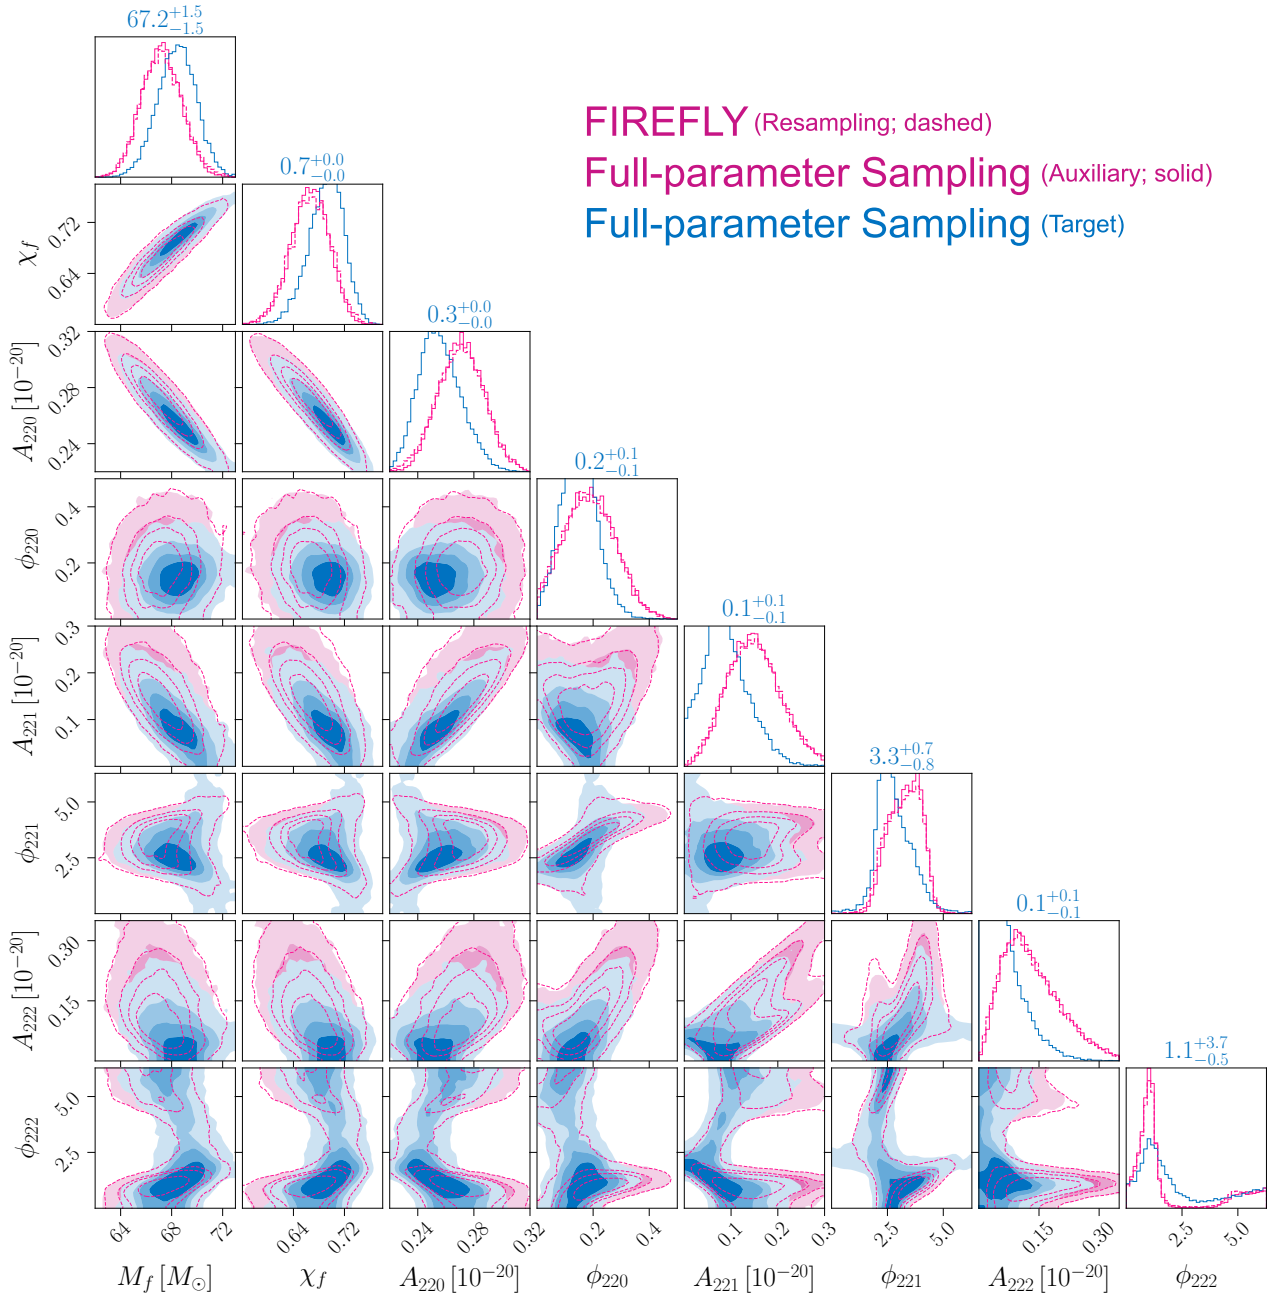 67.2+1.5−1.5
FIREFLY (Resampling; dashed)
Full-parameter Sampling (Auxiliary; solid)
Full-parameter Sampling (Target)
0.7+0.0−0.0
χf
0.72
0.64
0.3+0.0−0.0
A220 [10−20]
0.32
0.28
0.24
0.2+0.1−0.1
ϕ220
0.4
0.2
0.1+0.1−0.1
A221 [10−20]
0.3
0.2
0.1
3.3+0.7−0.8
ϕ221
5.0
2.5
0.1+0.1−0.1
A222 [10−20]
0.30
0.15
1.1+3.7−0.5
ϕ222
5.0
2.5
64 68 72 0.64 0.72 0.24 0.28 0.32 0.2 0.4 0.1 0.2 0.3 2.5 5.0 0.15 0.30 2.5 5.0
Mf [M⊙] χf A220 [10−20] ϕ220 A221 [10−20] ϕ221 A222 [10−20] ϕ222